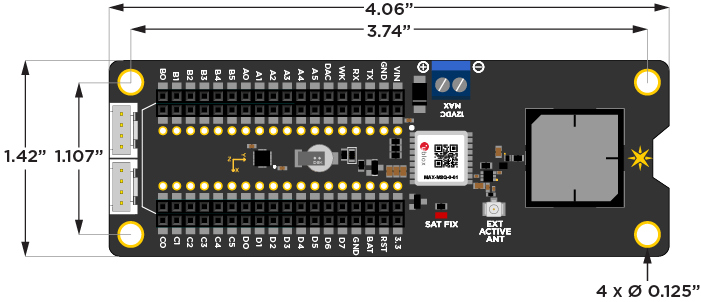 4.06”
3.74”
1.42”
1.107”
B0 B1 B2 B3 B4 B5 A0 A1 A2 A3 A4 A5 DAC WK RX TX GND VIN
12VDC
MAX
Z Y
X
MAX-M8Q-0-01
C0 C1 C2 C3 C4 C5 D0 D1 D2 D3 D4 D5 D6 D7 GND BAT RST 3.3
SAT FIX
EXT
ACTIVE
ANT
4 x Ø 0.125”